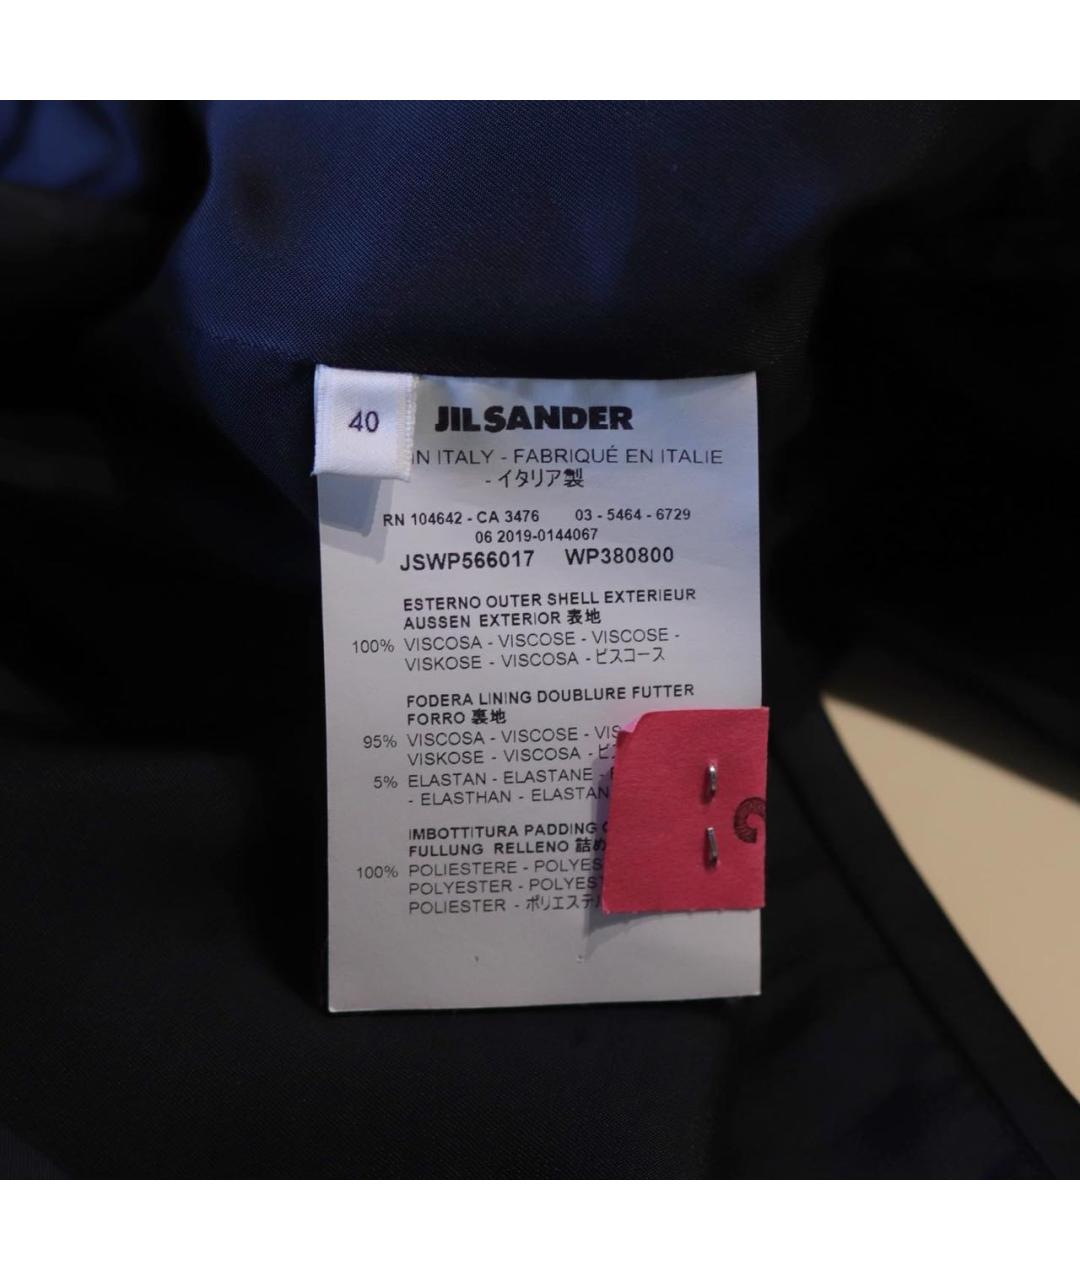 40
JIL SANDER
IN ITALY - FABRIQUÉ EN ITALIE
- イタリア製
RN 104642 - CA 3476 03 - 5464 - 6729
06 2019-0144067
JSWP566017 WP380800
ESTERNO OUTER SHELL EXTERIEUR
AUSSEN EXTERIOR 表地
100% VISCOSA - VISCOSE - VISCOSE -
VISKOSE - VISCOSA - ビスコース
FODERA LINING DOUBLURE FUTTER
FORRO 裏地
95% VISCOSA - VISCOSE -
VISKOSE - VISCOSA -
5% ELASTAN - ELASTANE -
- ELASTHAN - ELASTAN
IMBOTTITURA PADDING
FULLUNG RELLENO
100% POLIESTERE -
POLYESTER -
POLIESTER -